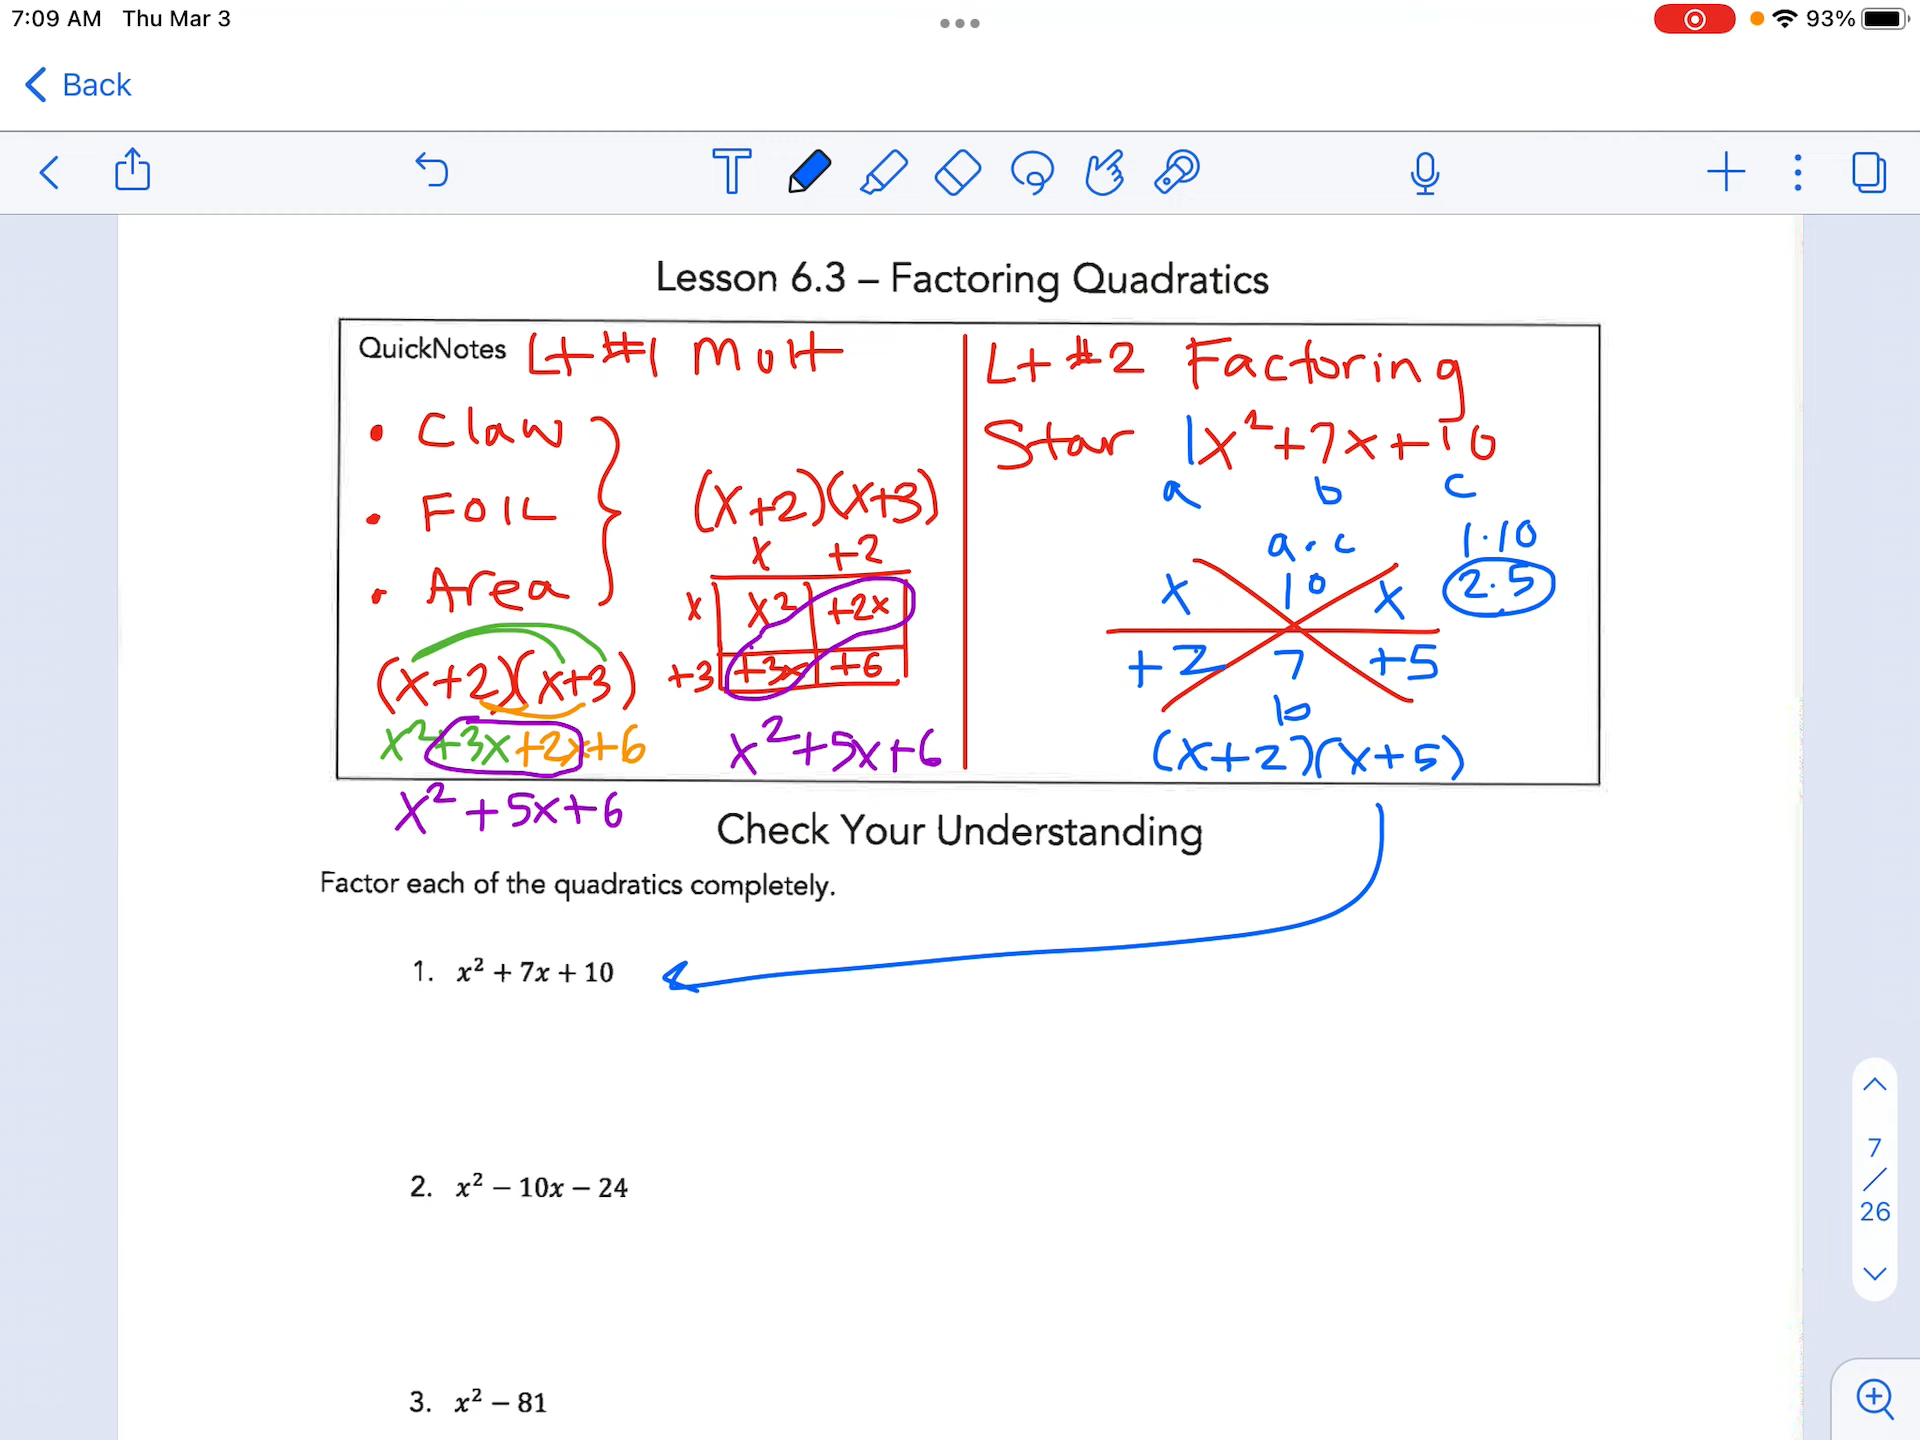 7:09 AM Thu Mar 3
93%
Back
Lesson 6.3 – Factoring Quadratics
QuickNotes Lt #1 Mult
• Claw
• FOIL
• Area
(x+2)(x+3)
x +2
x x² +2x
+3 +3x +6
(x+2)(x+3)
x²+3x+2x+6
x²+5x+6
x²+5x+6
Lt #2 Factoring
Star 1x²+7x+10
a b c
a·c 1·10
x 10 x 2·5
+2 7 +5
b
(x+2)(x+5)
Check Your Understanding
Factor each of the quadratics completely.
1. x² + 7x + 10
2. x² – 10x – 24
3. x² – 81
7
/
26